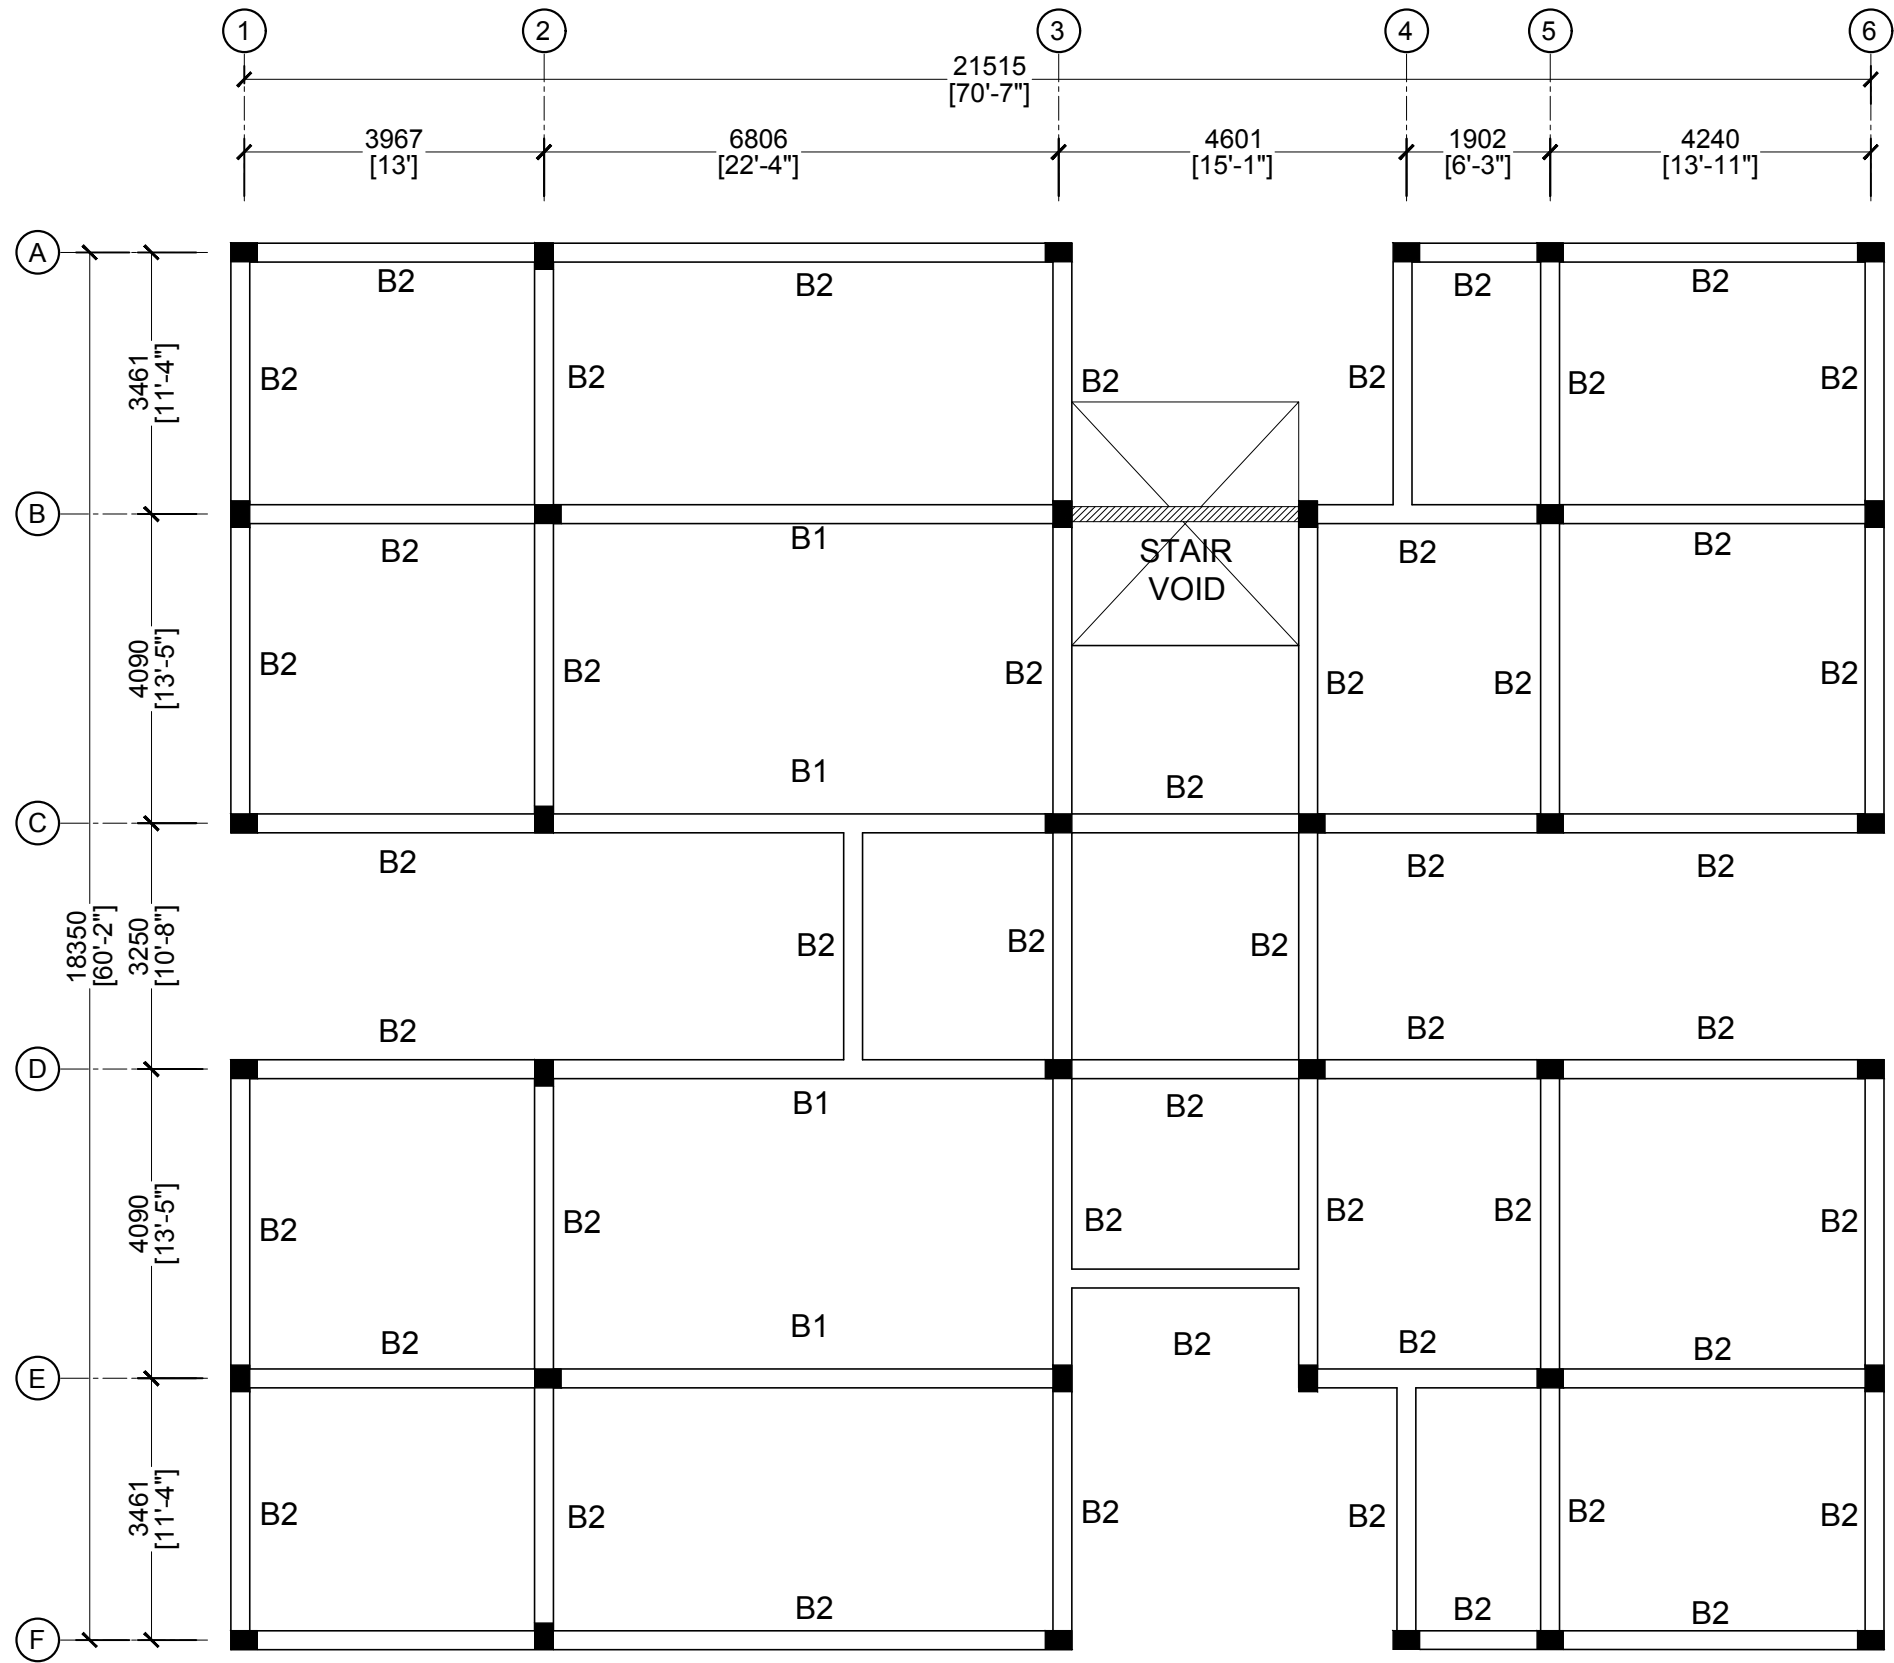 1 2 3 4 5 6
21515
[70'-7"]
3967 6806 4601 1902 4240
[13'] [22'-4"] [15'-1"] [6'-3"] [13'-11"]
A
B2 B2 B2 B2
3461
[11'-4"]
B2 B2 B2 B2 B2 B2
B
B2 B1 STAIR B2 B2
VOID
4090
[13'-5"]
B2 B2 B2 B2 B2 B2
B1 B2
C
B2 B2 B2
18350
[60'-2"]
3250
[10'-8"]
B2 B2 B2
B2 B2 B2
D
B1 B2
4090
[13'-5"]
B2 B2 B2 B2 B2 B2
B2 B1 B2 B2 B2
E
3461
[11'-4"]
B2 B2 B2 B2 B2 B2
B2 B2 B2
F